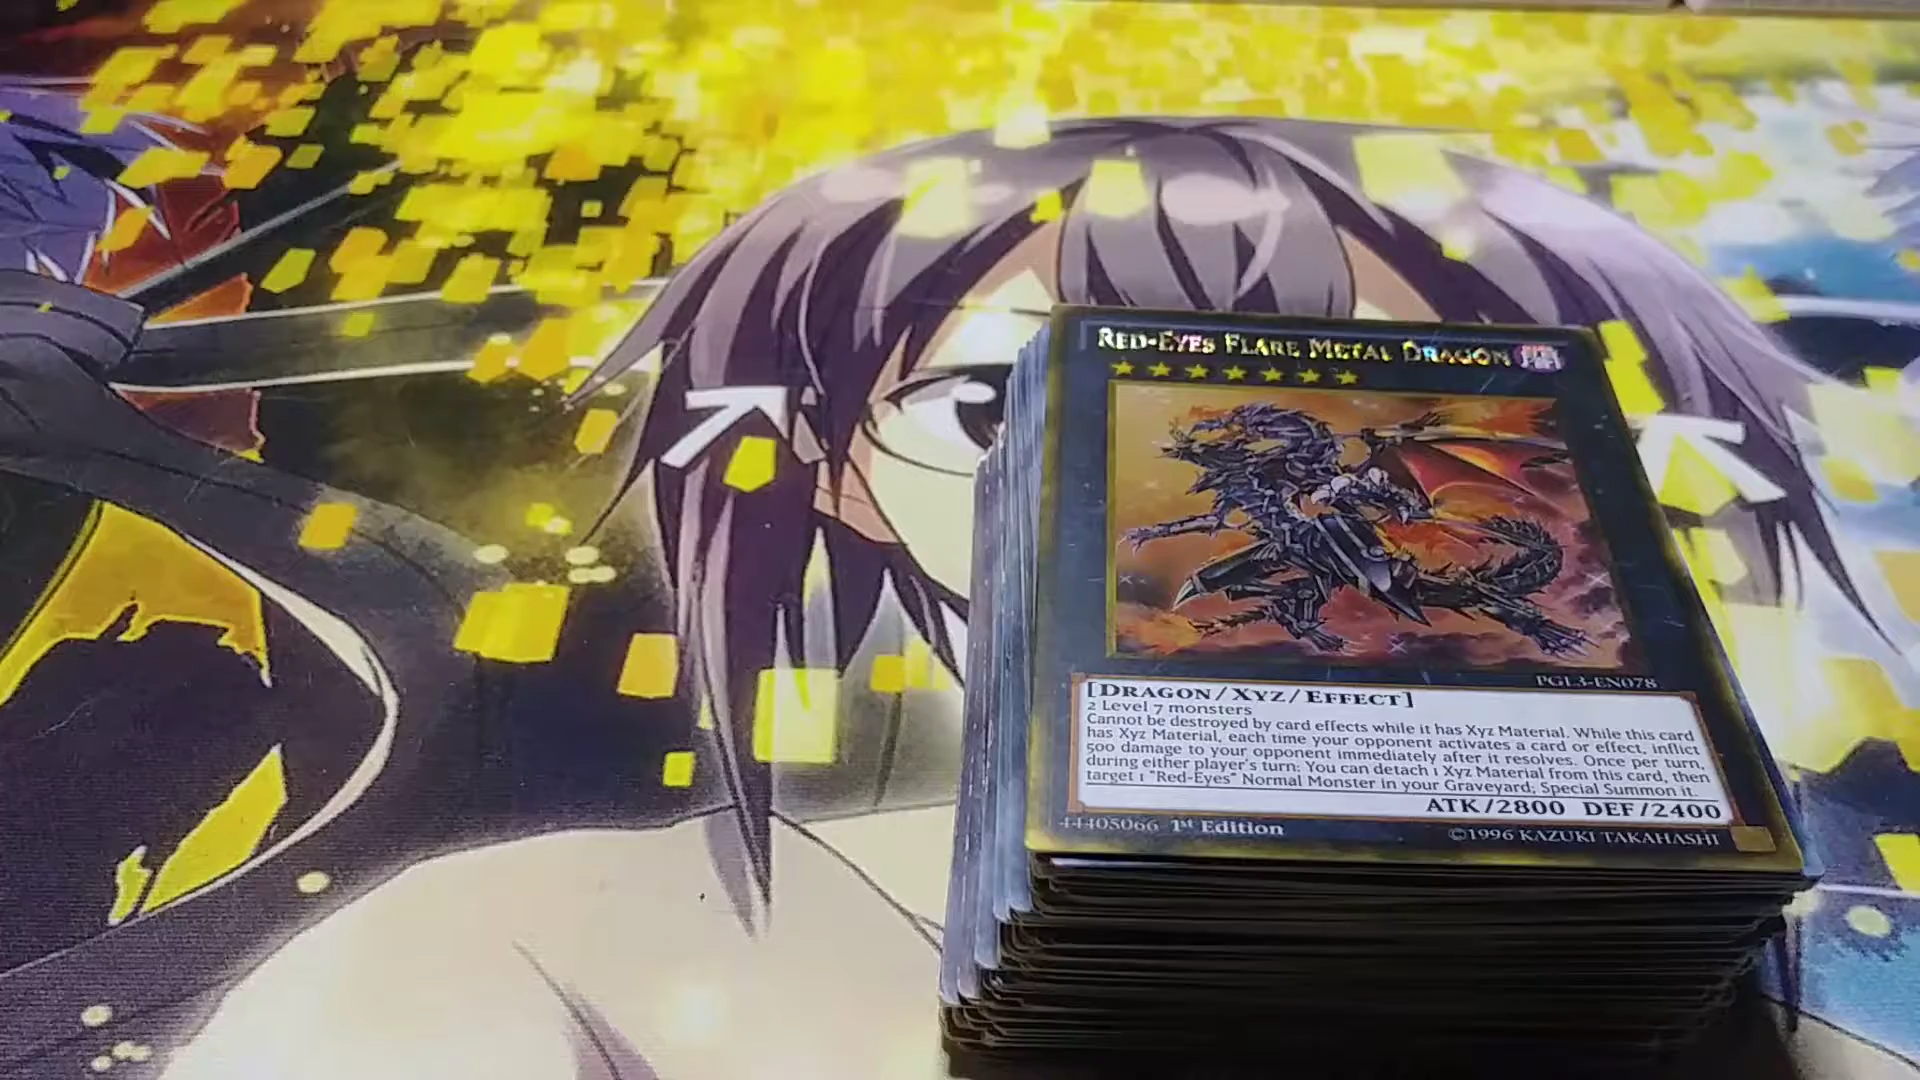 RED-EYES FLARE METAL DRAGON
PGL3-EN078
[DRAGON/XYZ/EFFECT]
2 Level 7 monsters
Cannot be destroyed by card effects while it has Xyz Material. While this card
has Xyz Material, each time your opponent activates a card or effect, inflict
500 damage to your opponent immediately after it resolves. Once per turn,
during either player's turn: You can detach 1 Xyz Material from this card, then
target 1 "Red-Eyes" Normal Monster in your Graveyard; Special Summon it.
ATK/2800 DEF/2400
44405066 1st Edition
©1996 KAZUKI TAKAHASHI